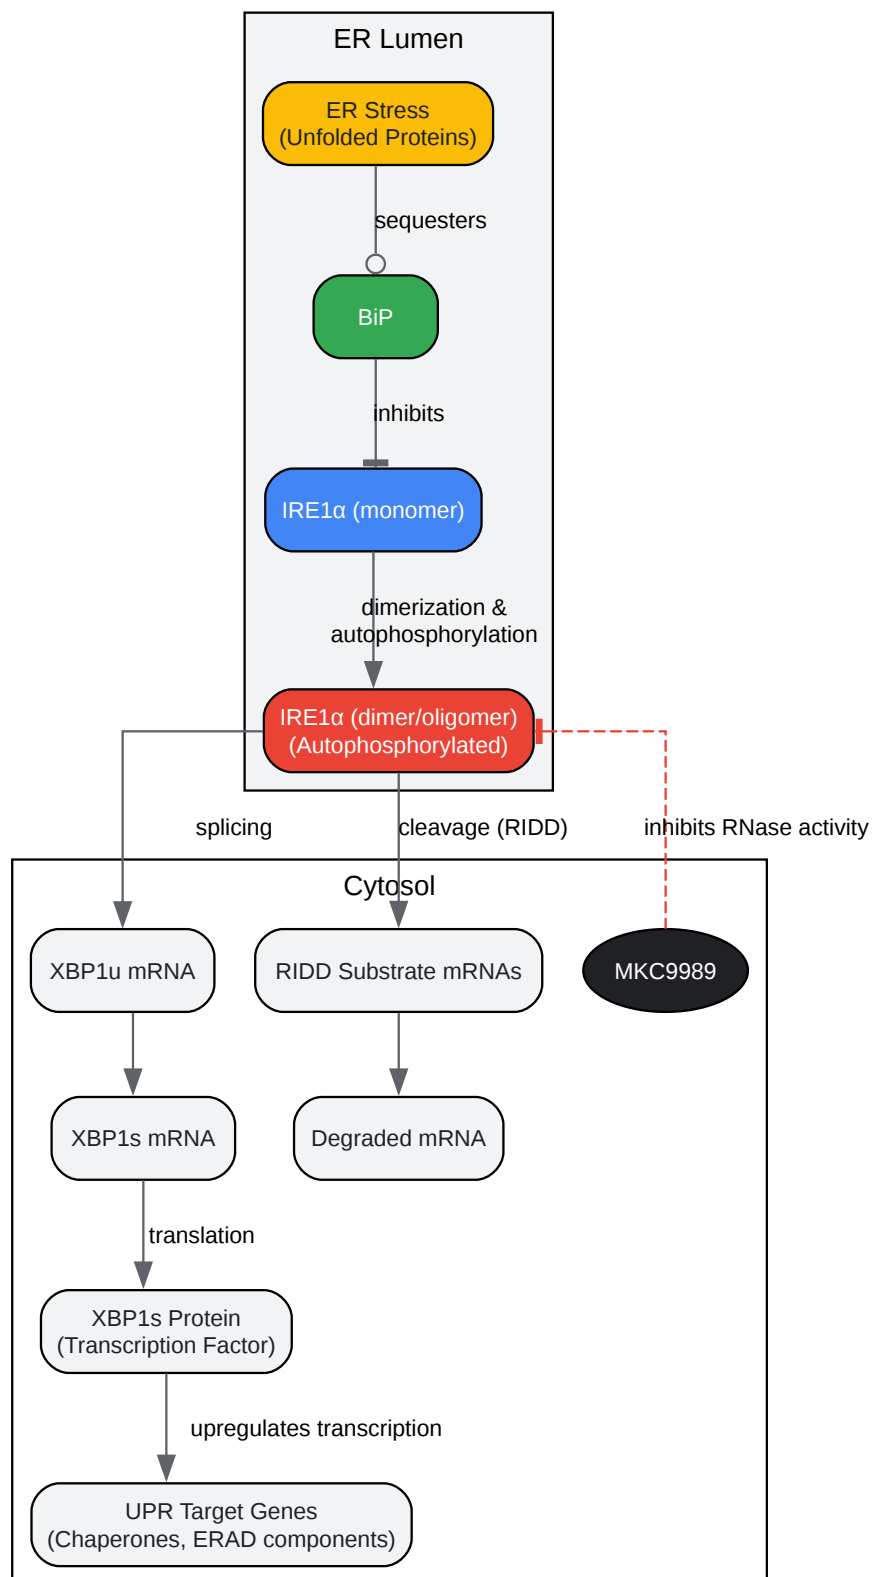 ER Lumen
ER Stress
(Unfolded Proteins)
sequesters
BiP
inhibits
IRE1α (monomer)
dimerization &
autophosphorylation
IRE1α (dimer/oligomer)
(Autophosphorylated)
splicing
cleavage (RIDD)
inhibits RNase activity
Cytosol
XBP1u mRNA
RIDD Substrate mRNAs
MKC9989
XBP1s mRNA
Degraded mRNA
translation
XBP1s Protein
(Transcription Factor)
upregulates transcription
UPR Target Genes
(Chaperones, ERAD components)